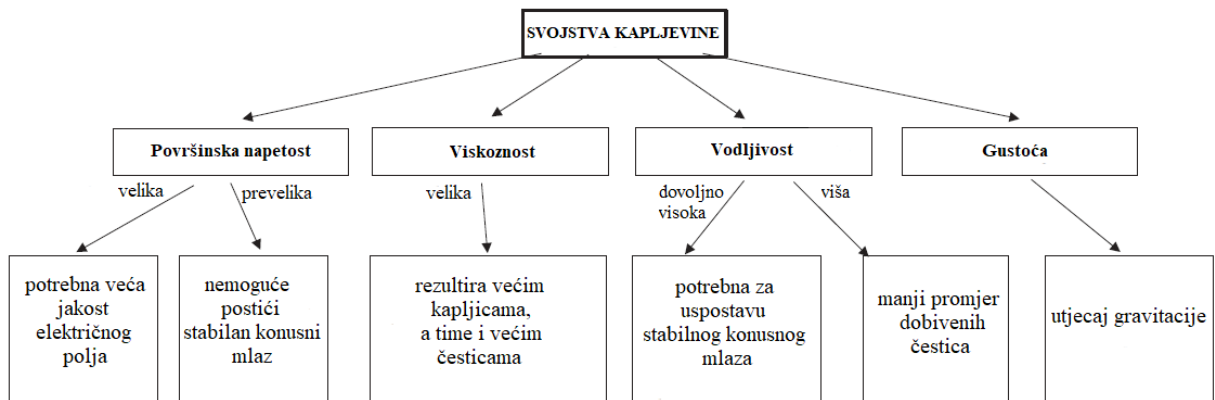 SVOJSTVA KAPLJEVINE
Površinska napetost
Viskoznost
Vodljivost
Gustoća
velika
prevelika
velika
dovoljno
visoka
viša
potrebna veća
jakost
električnog
polja
nemoguće
postići
stabilan konusni
mlaz
rezultira većim
kapljicama,
a time i većim
česticama
potrebna za
uspostavu
stabilnog konusnog
mlaza
manji promjer
dobivenih
čestica
utjecaj gravitacije